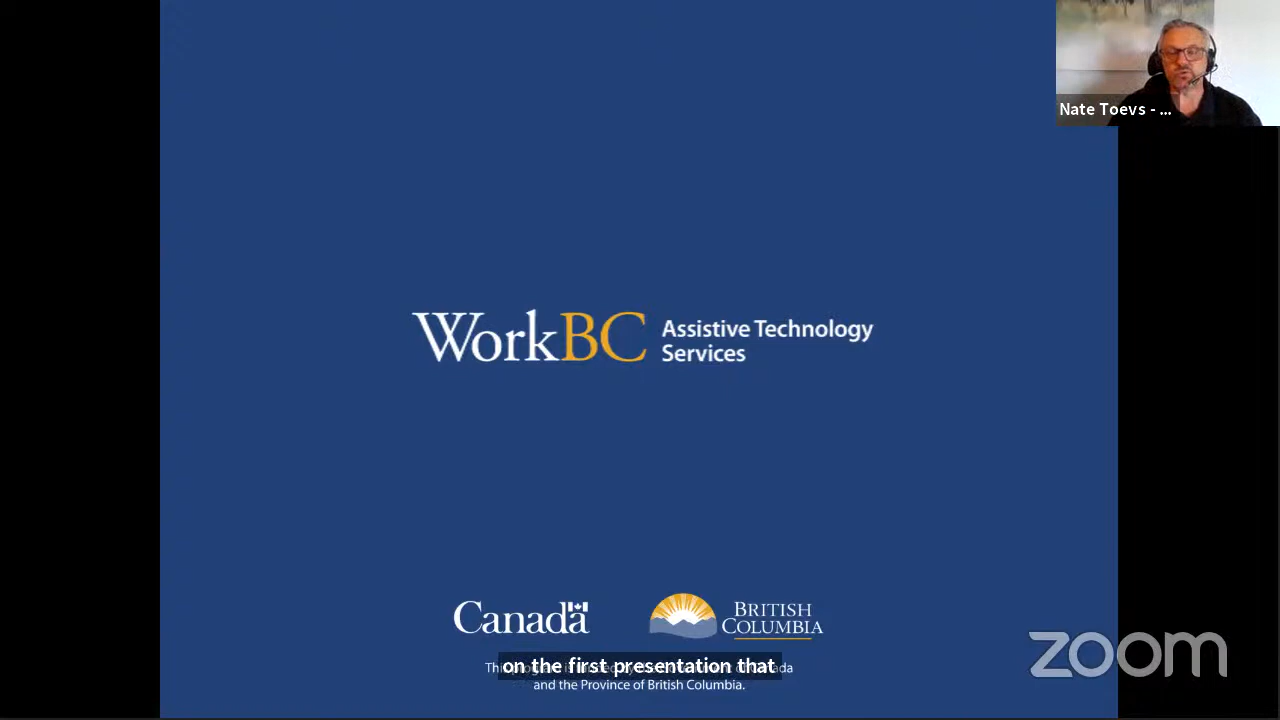 Nate Toevs - ...
WorkBC Assistive Technology
Services
Canada
BRITISH
COLUMBIA
on the first presentation that
and the Province of British Columbia.
zoom